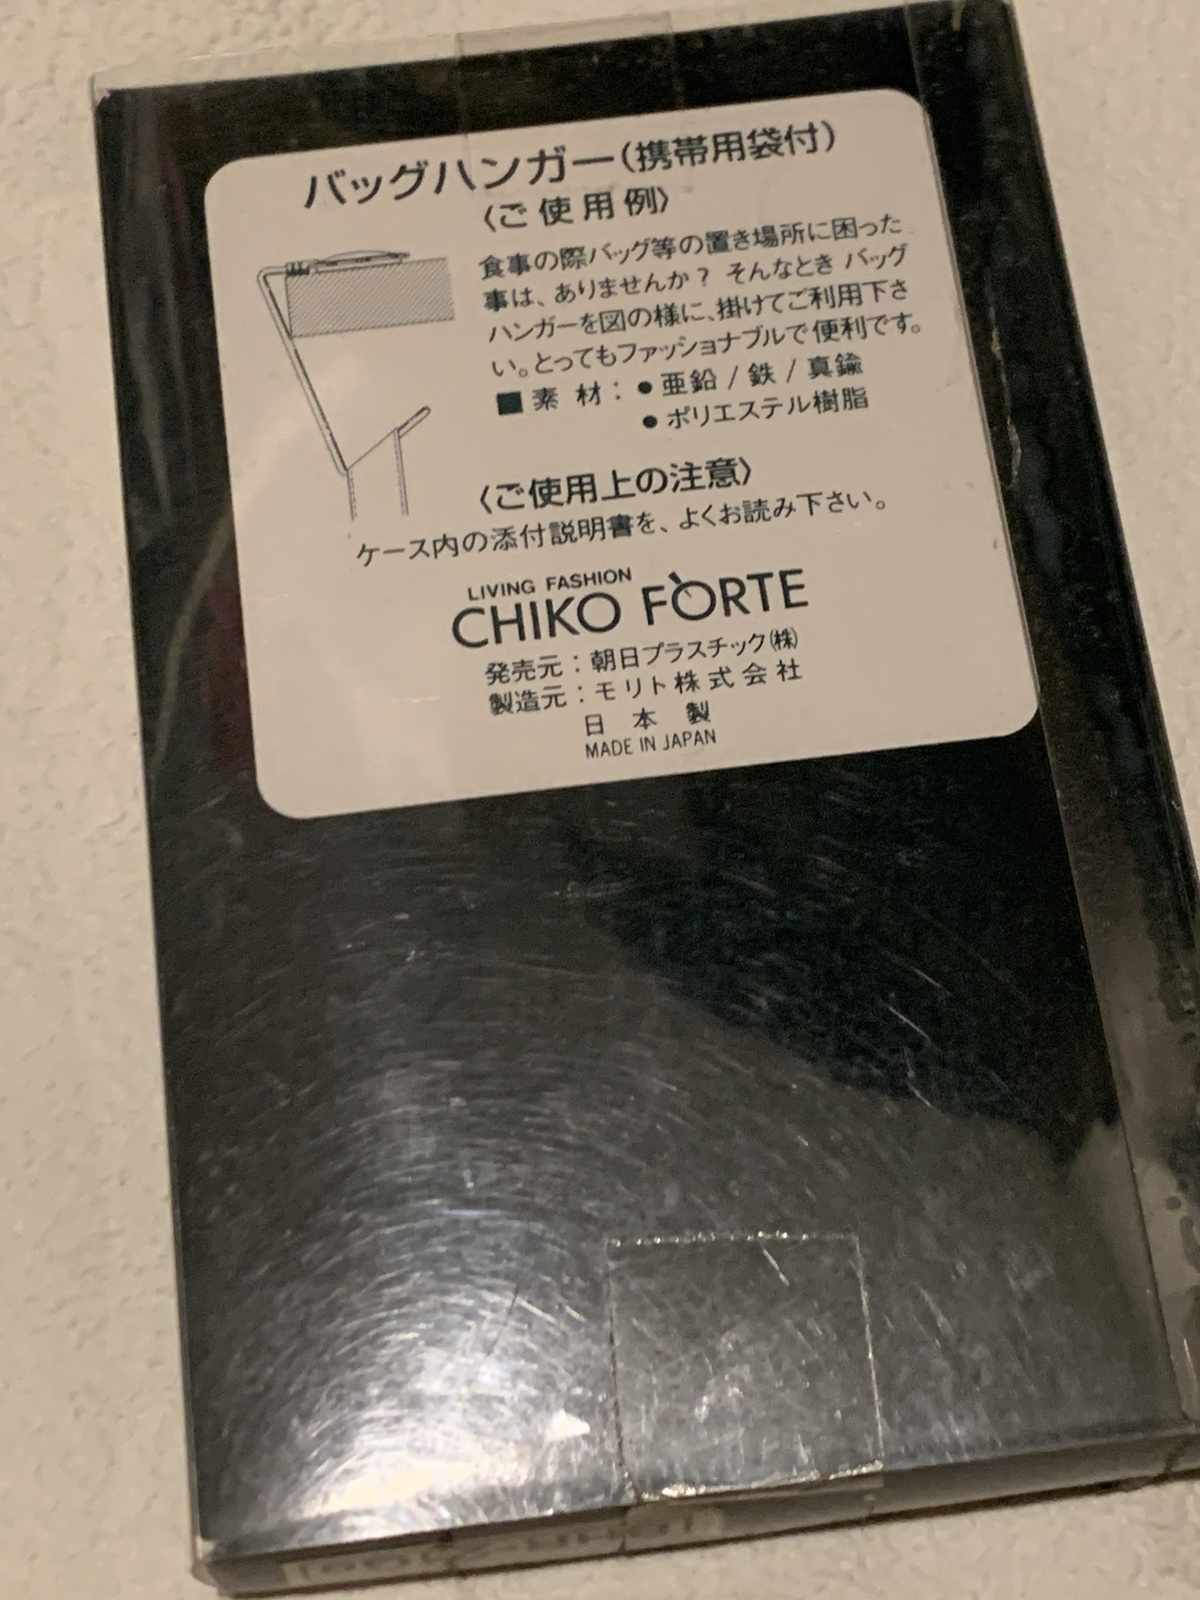 バッグハンガー(携帯用袋付)
〈ご使用例〉
食事の際バッグ等の置き場所に困った
事は、ありませんか？ そんなとき バッグ
ハンガーを図の様に、掛けてご利用下さ
い。とってもファッショナブルで便利です。
■ 素 材：● 亜鉛 / 鉄 / 真鍮
● ポリエステル樹脂
〈ご使用上の注意〉
ケース内の添付説明書を、よくお読み下さい。
LIVING FASHION
CHIKO FORTE
発売元：朝日プラスチック㈱
製造元：モリト株式会社
日 本 製
MADE IN JAPAN